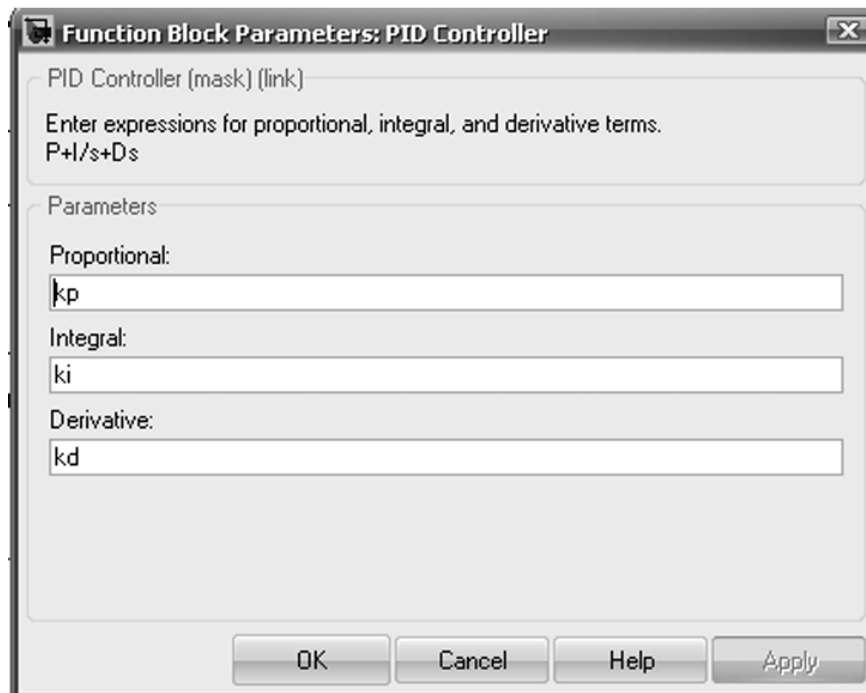 Function Block Parameters: PID Controller
PID Controller (mask) (link)
Enter expressions for proportional, integral, and derivative terms.
P+I/s+Ds
Parameters
Proportional:
kp
Integral:
ki
Derivative:
kd
OK Cancel Help Apply